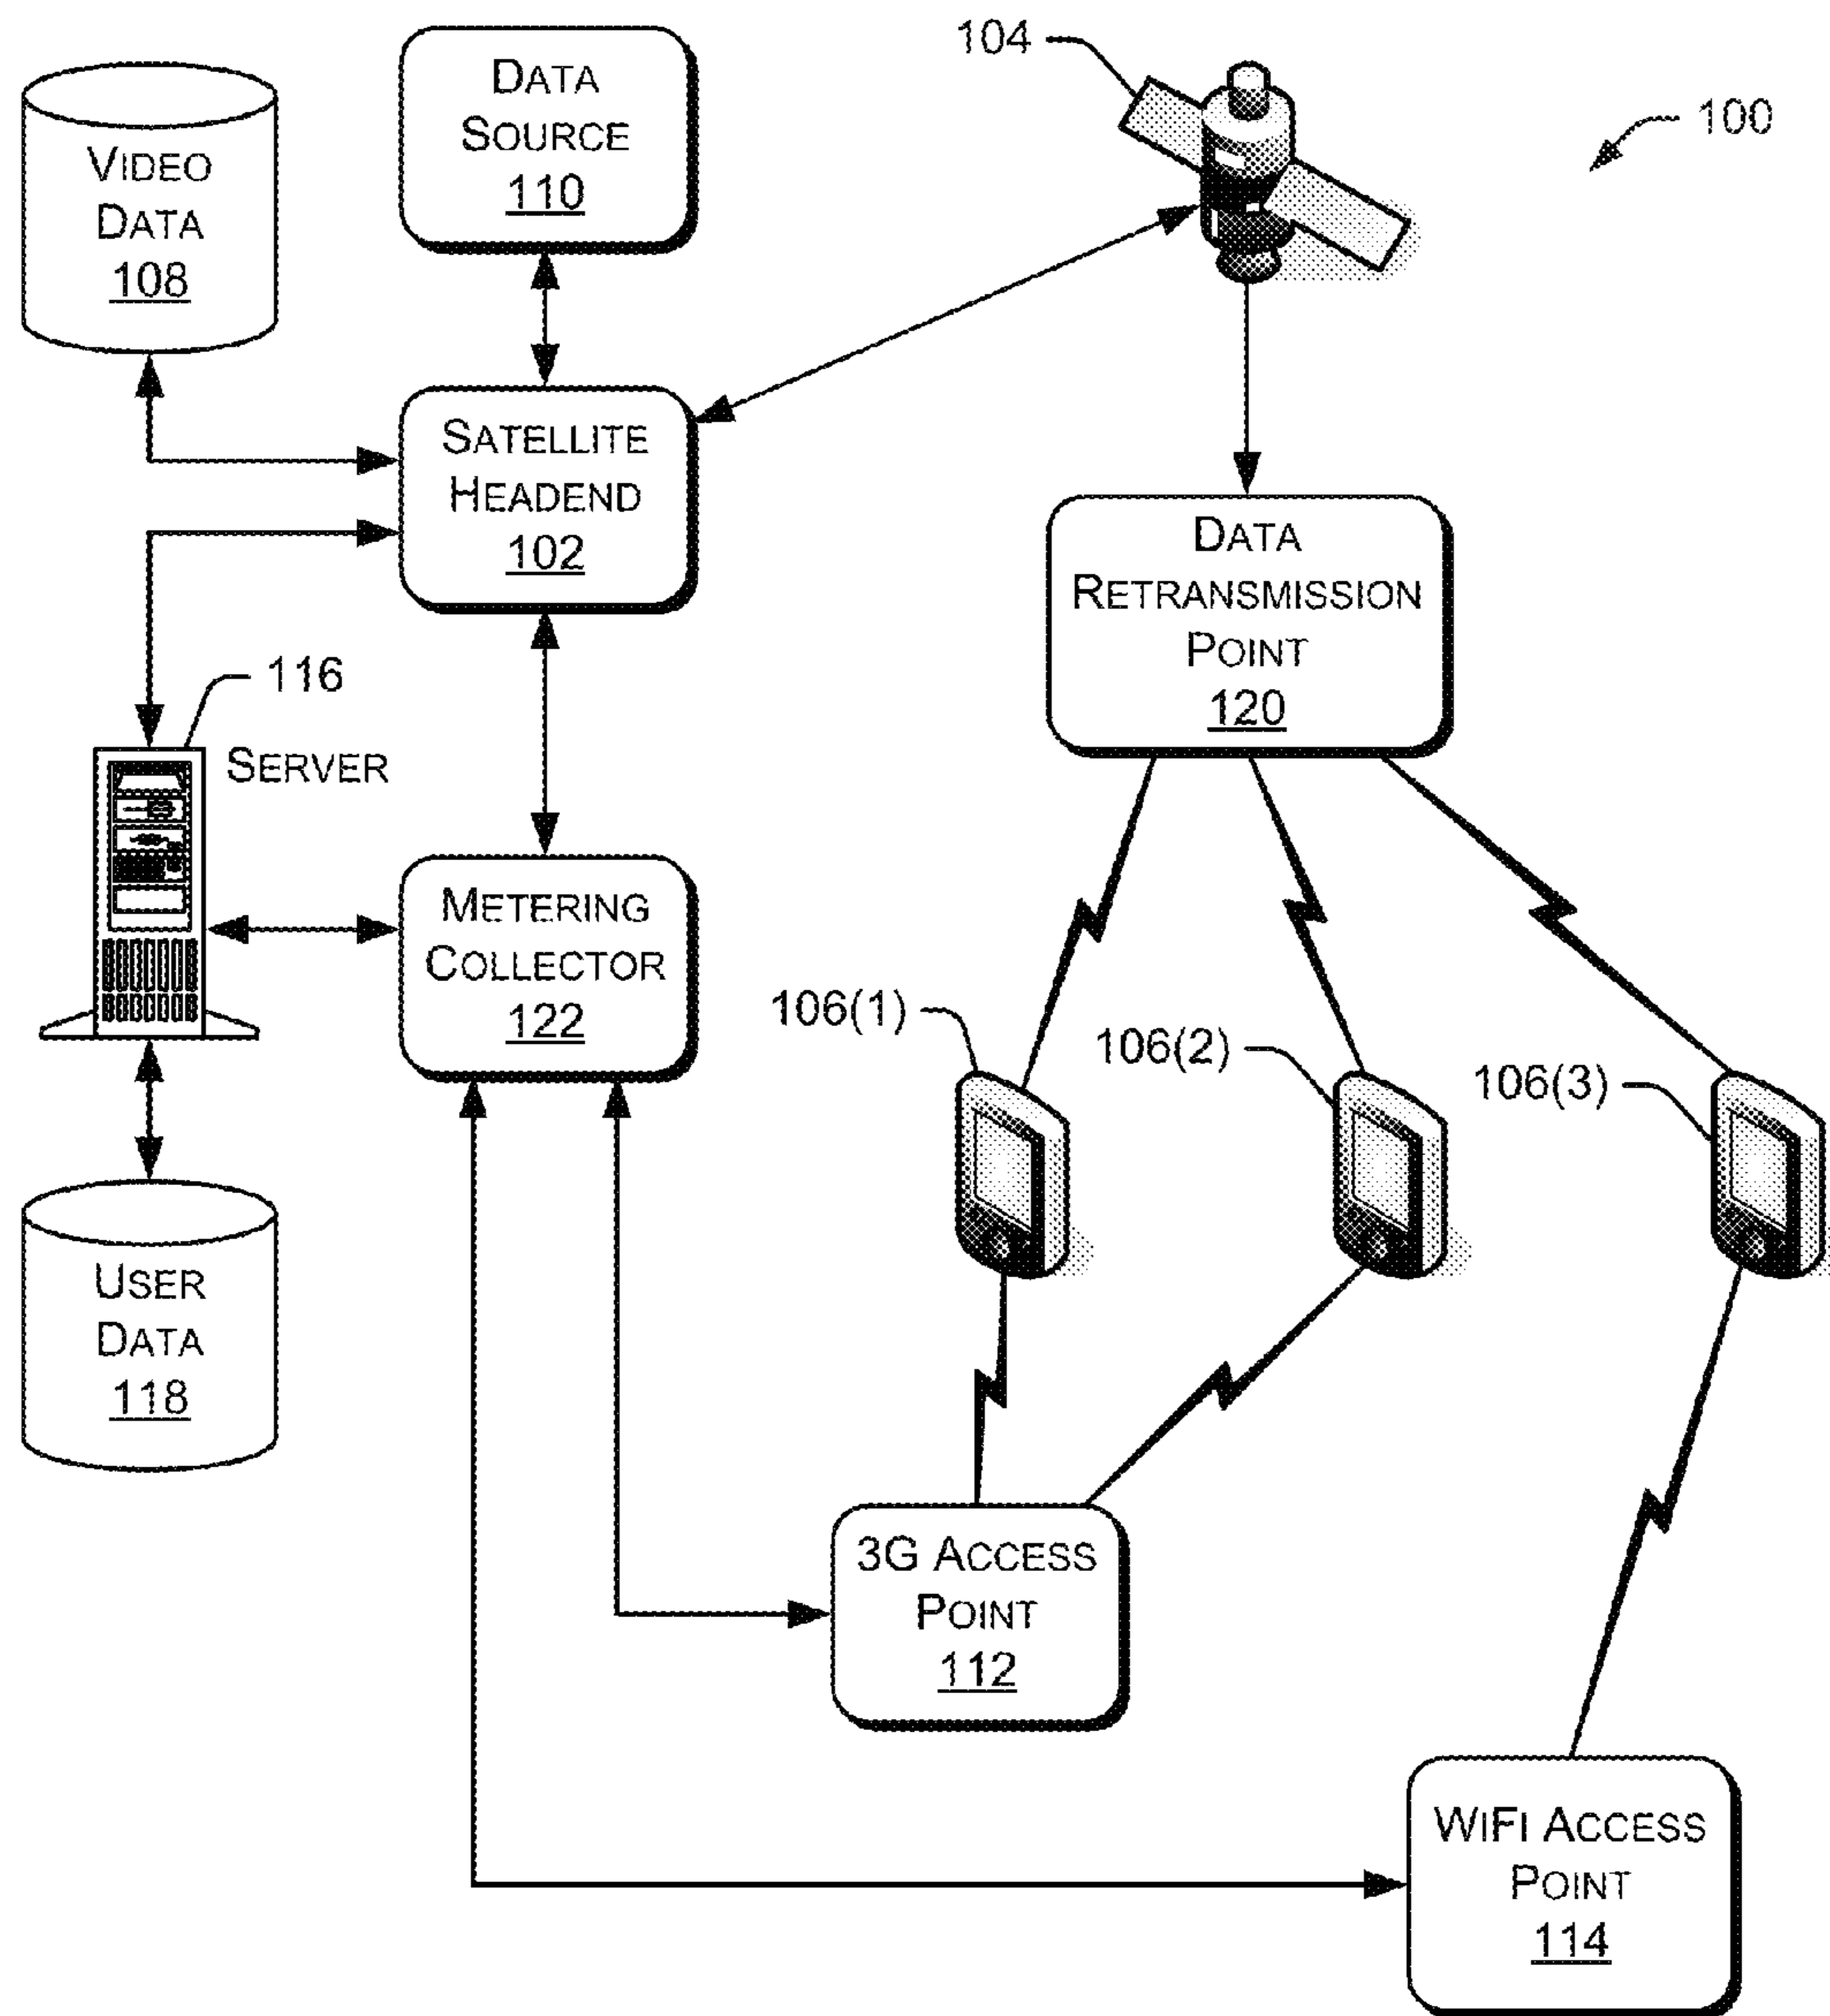 104
100
VIDEO
DATA
108
DATA
SOURCE
110
SATELLITE
HEADEND
102
DATA
RETRANSMISSION
POINT
120
116
SERVER
METERING
COLLECTOR
122
106(1)
106(2)
106(3)
USER
DATA
118
3G ACCESS
POINT
112
WIFI ACCESS
POINT
114